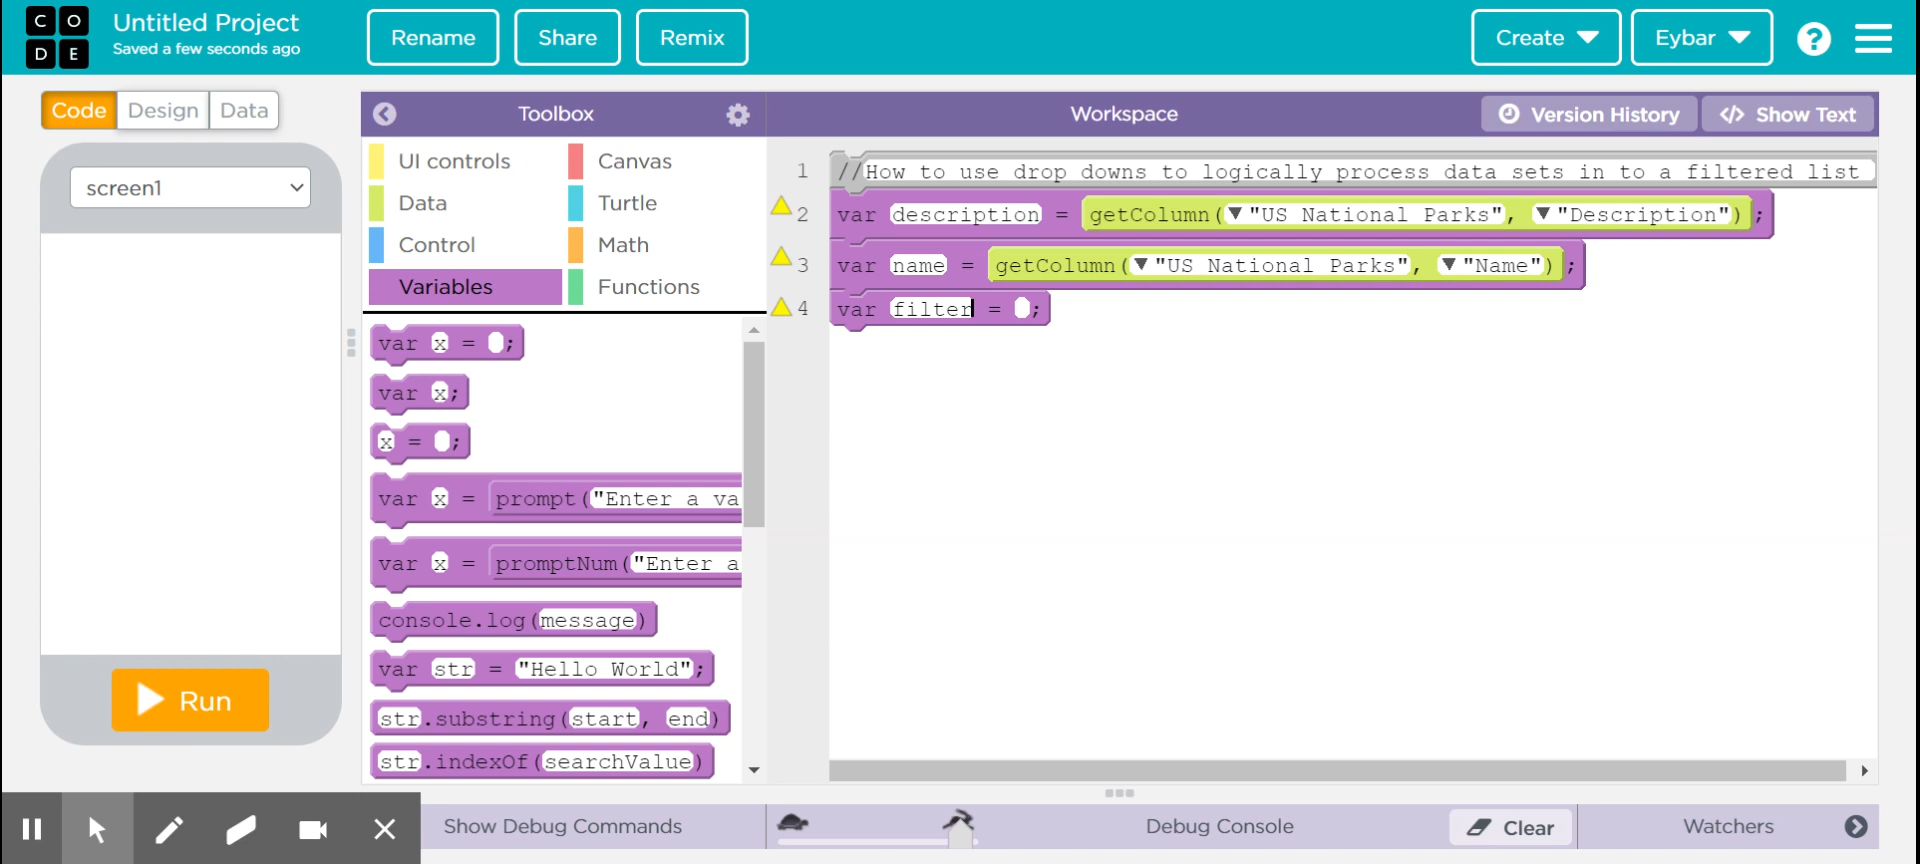 C O
D E
Untitled Project
Saved a few seconds ago
Rename
Share
Remix
Create
Eybar
?
Code
Design
Data
Toolbox
Workspace
Version History
</> Show Text
screen1
Run
UI controls
Canvas
Data
Turtle
Control
Math
Variables
Functions
var x = ;
var x;
x = ;
var x = prompt("Enter a va
var x = promptNum("Enter a
console.log(message)
var str = "Hello World";
str.substring(start, end)
str.indexOf(searchValue)
1 //How to use drop downs to logically process data sets in to a filtered list
2 var description = getColumn(▼"US National Parks", ▼"Description");
3 var name = getColumn(▼"US National Parks", ▼"Name");
4 var filter = ;
Show Debug Commands
Debug Console
Clear
Watchers